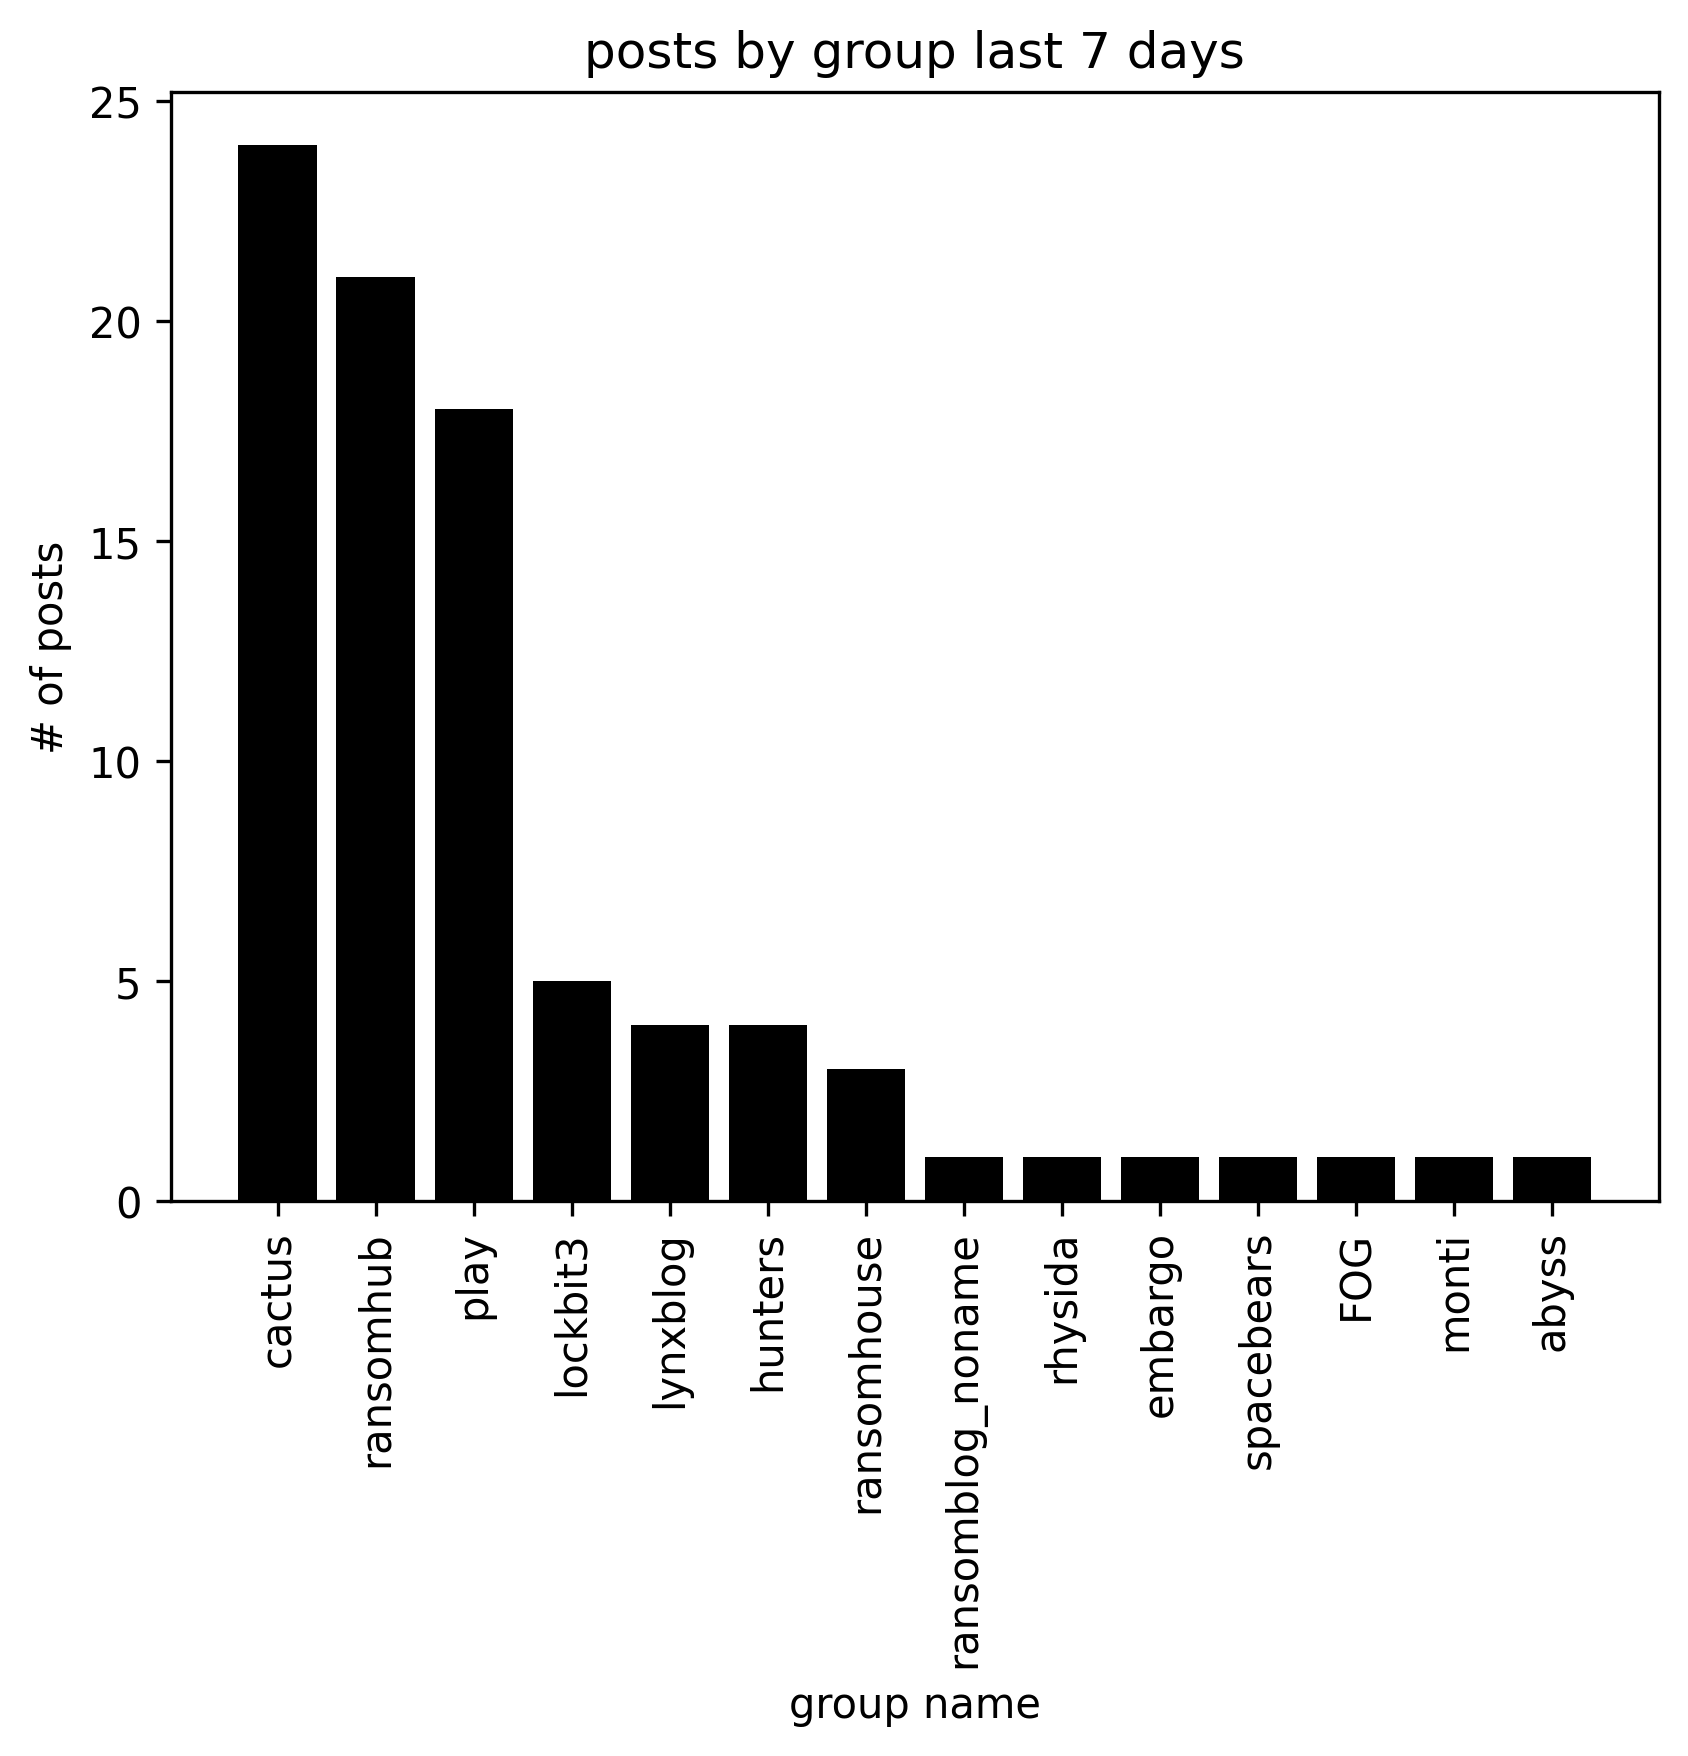 posts by group last 7 days
# of posts
25
20
15
10
5
0
cactus
ransomhub
play
lockbit3
lynxblog
hunters
ransomhouse
ransomblog_noname
rhysida
embargo
spacebears
FOG
monti
abyss
group name